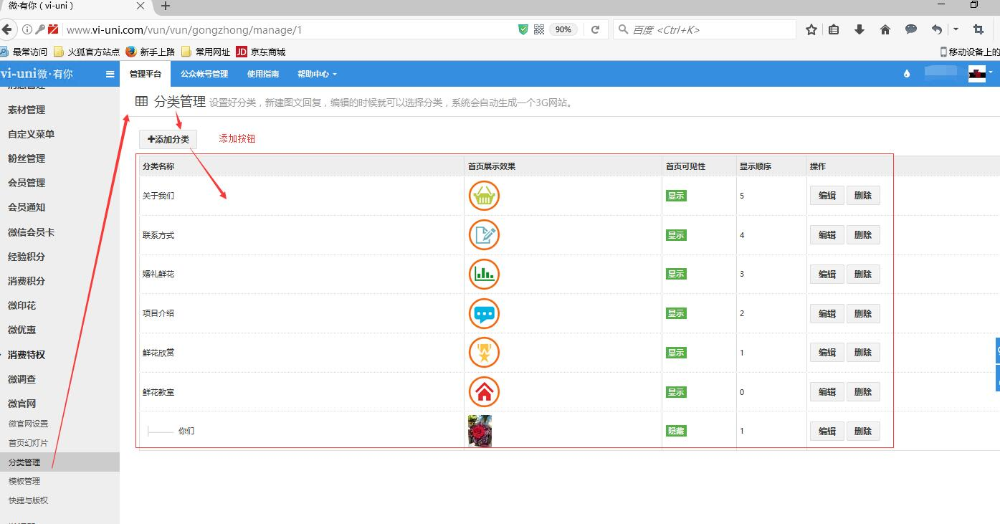 微·有你（vi-uni）
www.vi-uni.com/vun/vun/gongzhong/manage/1
90%
百度 <Ctrl+K>
最常访问
火狐官方站点
新手上路
常用网址
JD
京东商城
移动设备上的
vi-uni微·有你
管理平台
公众帐号管理
使用指南
帮助中心
素材管理
自定义菜单
粉丝管理
会员管理
会员通知
微信会员卡
经验积分
消费积分
微印花
微优惠
消费特权
微调查
微官网
微官网设置
首页幻灯片
分类管理
模板管理
快捷与版权
分类管理 设置好分类，新建图文回复，编辑的时候就可以选择分类，系统会自动生成一个3G网站。
添加分类
添加按钮
分类名称 首页展示效果 首页可见性 显示顺序 操作
关于我们 显示 5 编辑 删除
联系方式 显示 4 编辑 删除
婚礼鲜花 显示 3 编辑 删除
项目介绍 显示 2 编辑 删除
鲜花欣赏 显示 1 编辑 删除
鲜花教室 显示 0 编辑 删除
你们 隐藏 1 编辑 删除